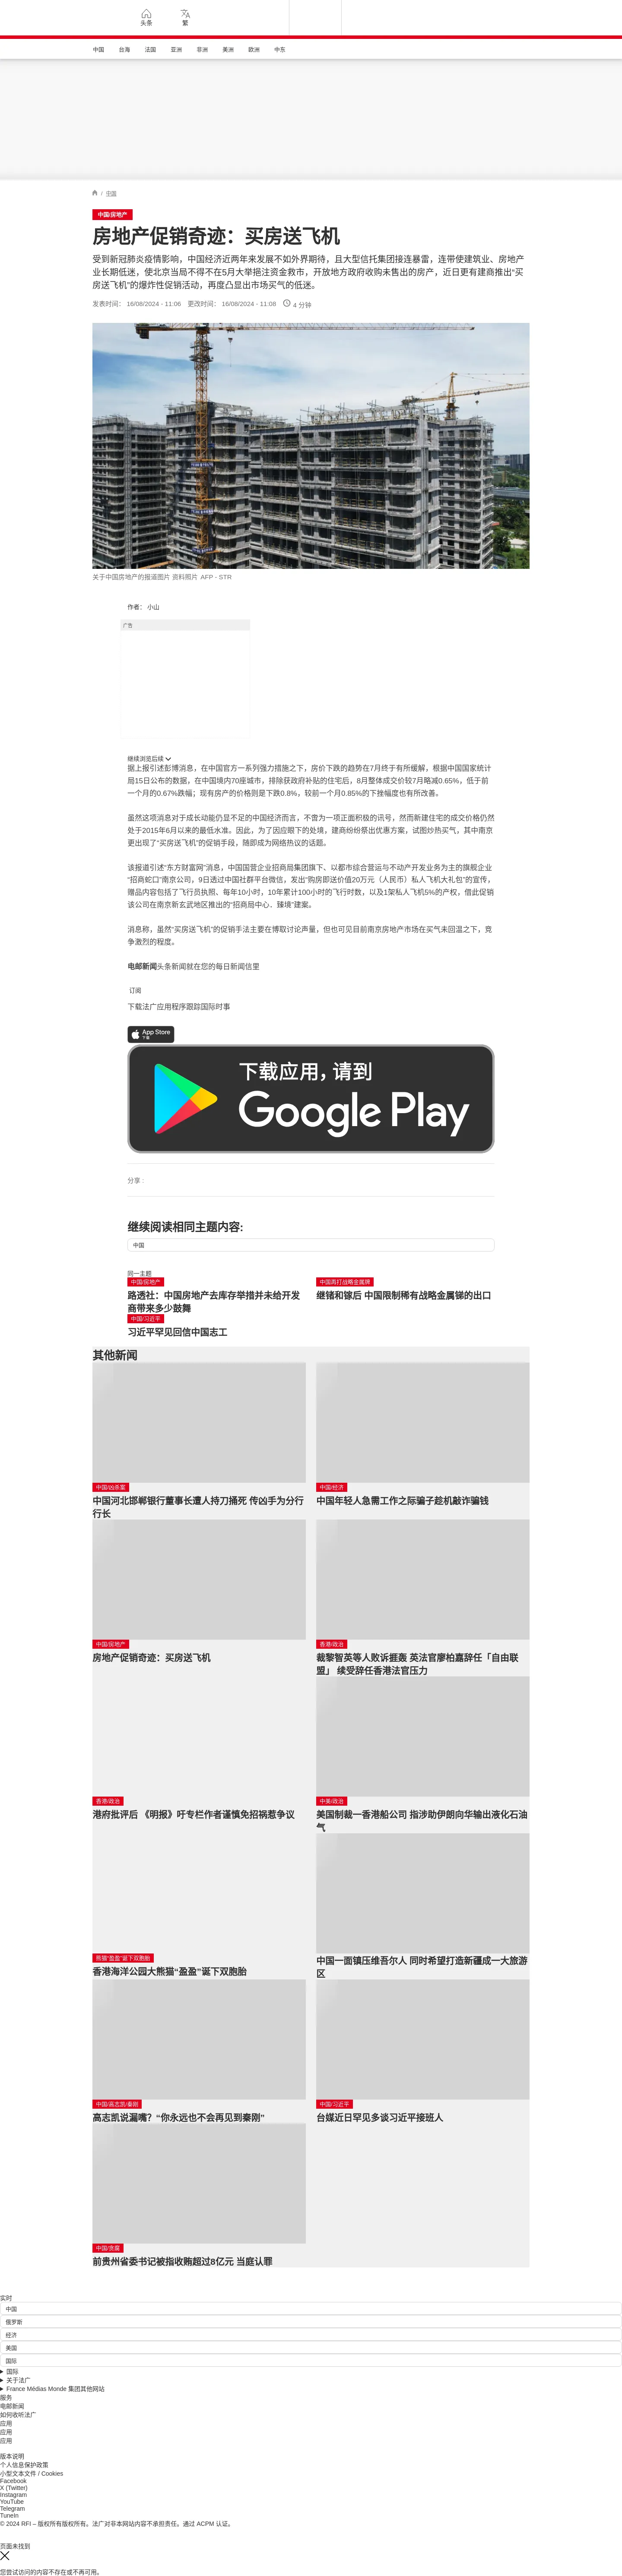 头条
繁
中国
台海
法国
亚洲
非洲
美洲
欧洲
中东
/ 中国
中国/房地产
房地产促销奇迹：买房送飞机
受到新冠肺炎疫情影响，中国经济近两年来发展不如外界期待，且大型信托集团接连暴雷，连带使建筑业、房地产
业长期低迷，使北京当局不得不在5月大举挹注资金救市，开放地方政府收购未售出的房产，近日更有建商推出“买
房送飞机”的爆炸性促销活动，再度凸显出市场买气的低迷。
发表时间： 16/08/2024 - 11:06 更改时间： 16/08/2024 - 11:08 4 分钟
关于中国房地产的报道图片 资料照片 AFP - STR
作者： 小山
广告
继续浏览后续
据上报引述彭博消息，在中国官方一系列强力措施之下，房价下跌的趋势在7月终于有所缓解，根据中国国家统计
局15日公布的数据，在中国境内70座城市，排除获政府补贴的住宅后，8月整体成交价较7月略减0.65%，低于前
一个月的0.67%跌幅；现有房产的价格则是下跌0.8%，较前一个月0.85%的下挫幅度也有所改善。
虽然这项消息对于成长动能仍显不足的中国经济而言，不啻为一项正面积极的讯号，然而新建住宅的成交价格仍然
处于2015年6月以来的最低水准。因此，为了因应眼下的处境，建商纷纷祭出优惠方案，试图炒热买气，其中南京
更出现了“买房送飞机”的促销手段，随即成为网络热议的话题。
该报道引述“东方财富网”消息，中国国营企业招商局集团旗下、以都市综合营运与不动产开发业务为主的旗舰企业
“招商蛇口”南京公司，9日透过中国社群平台微信，发出“购房即送价值20万元（人民币）私人飞机大礼包”的宣传，
赠品内容包括了飞行员执照、每年10小时，10年累计100小时的飞行时数，以及1架私人飞机5%的产权，借此促销
该公司在南京新玄武地区推出的“招商局中心．臻境”建案。
消息称，虽然“买房送飞机”的促销手法主要在博取讨论声量，但也可见目前南京房地产市场在买气未回温之下，竞
争激烈的程度。
电邮新闻头条新闻就在您的每日新闻信里
订阅
下载法广应用程序跟踪国际时事
App Store
下载
下载应用，请到
Google Play
分享 :
继续阅读相同主题内容:
中国
同一主题
中国/房地产
路透社：中国房地产去库存举措并未给开发
商带来多少鼓舞
中国再打战略金属牌
继锗和镓后 中国限制稀有战略金属锑的出口
中国/习近平
习近平罕见回信中国志工
其他新闻
中国/凶杀案
中国河北邯郸银行董事长遭人持刀捅死 传凶手为分行
行长
中国/经济
中国年轻人急需工作之际骗子趁机敲诈骗钱
中国/房地产
房地产促销奇迹：买房送飞机
香港/政治
裁黎智英等人败诉捱轰 英法官廖柏嘉辞任「自由联
盟」 续受辞任香港法官压力
香港/政治
港府批评后 《明报》吁专栏作者谨慎免招祸惹争议
中美/政治
美国制裁一香港船公司 指涉助伊朗向华输出液化石油
气
熊猫“盈盈”诞下双胞胎
香港海洋公园大熊猫“盈盈”诞下双胞胎
中国一面镇压维吾尔人 同时希望打造新疆成一大旅游
区
中国/高志凯/秦刚
高志凯说漏嘴？“你永远也不会再见到秦刚”
中国/习近平
台媒近日罕见多谈习近平接班人
中国/贪腐
前贵州省委书记被指收贿超过8亿元 当庭认罪
实时
中国
俄罗斯
经济
美国
国际
国际
关于法广
France Médias Monde 集团其他网站
服务
电邮新闻
如何收听法广
应用
应用
应用
版本说明
个人信息保护政策
小型文本文件 / Cookies
Facebook
X (Twitter)
Instagram
YouTube
Telegram
TuneIn
© 2024 RFI – 版权所有版权所有。法广对非本网站内容不承担责任。通过 ACPM 认证。
页面未找到
您尝试访问的内容不存在或不再可用。